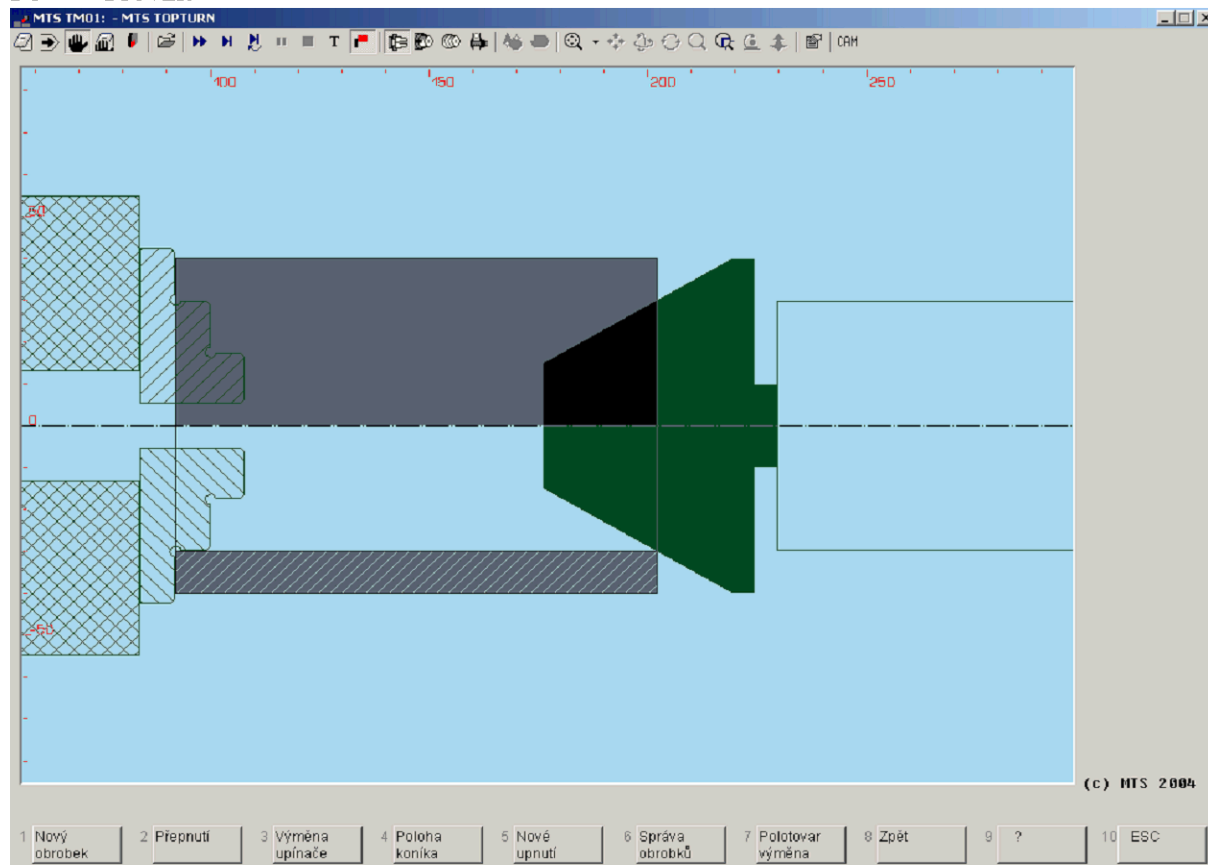 MTS TM01: - MTS TOPTURN
T CAM
100 150 200 250
50
0
-50
(c) MTS 2004
1 Nový obrobek 2 Přepnutí 3 Výměna upínače 4 Poloha koníka 5 Nové upnutí 6 Správa obrobků 7 Polotovar výměna 8 Zpět 9 ? 10 ESC